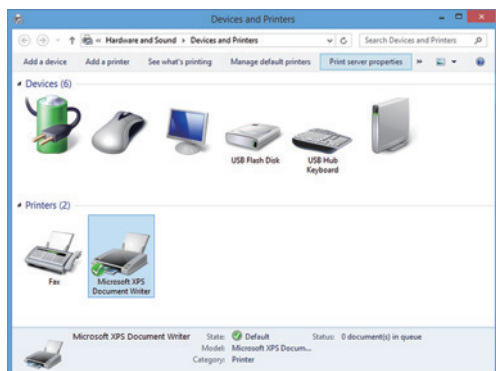 Devices and Printers
« Hardware and Sound ▸ Devices and Printers
Search Devices and Printers
Add a device Add a printer See what's printing Manage default printers Print server properties »
Devices (6)
USB Flash Disk
USB Hub
Keyboard
Printers (2)
Fax
Microsoft XPS
Document Writer
Microsoft XPS Document Writer State: Default Status: 0 document(s) in queue
Model: Microsoft XPS Docum...
Category: Printer